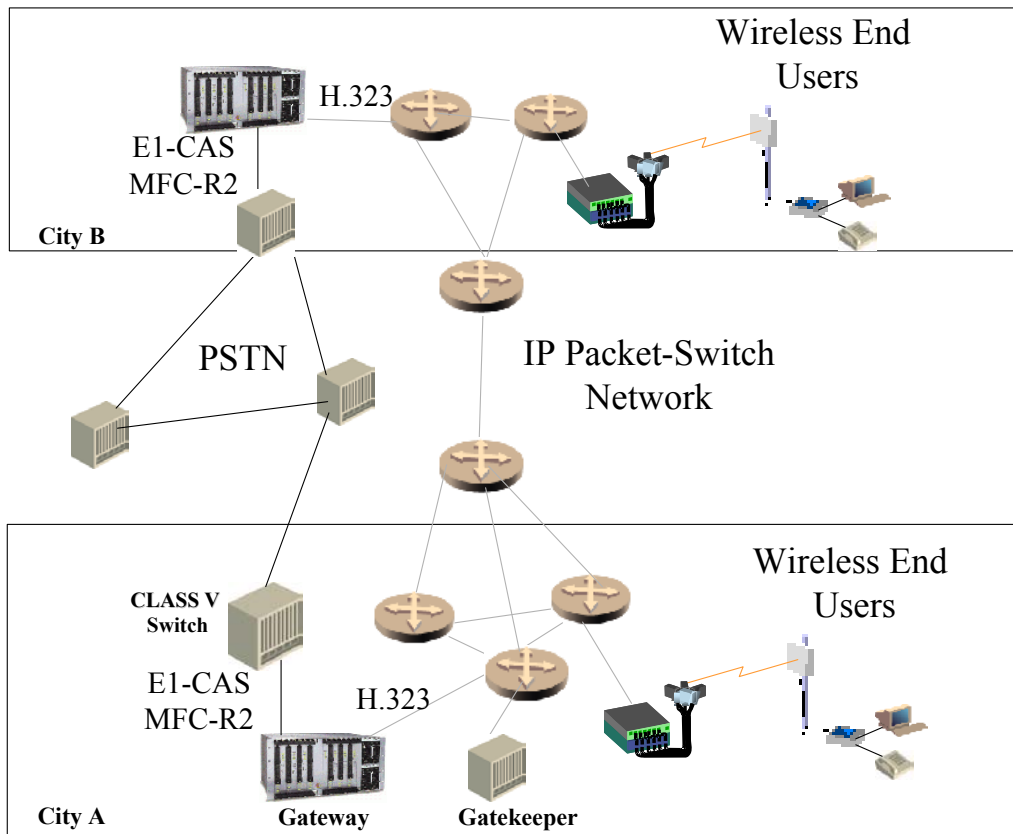 Wireless End
Users
H.323
E1-CAS
MFC-R2
City B
PSTN
IP Packet-Switch
Network
Wireless End
Users
CLASS V
Switch
E1-CAS
MFC-R2
H.323
City A
Gateway
Gatekeeper